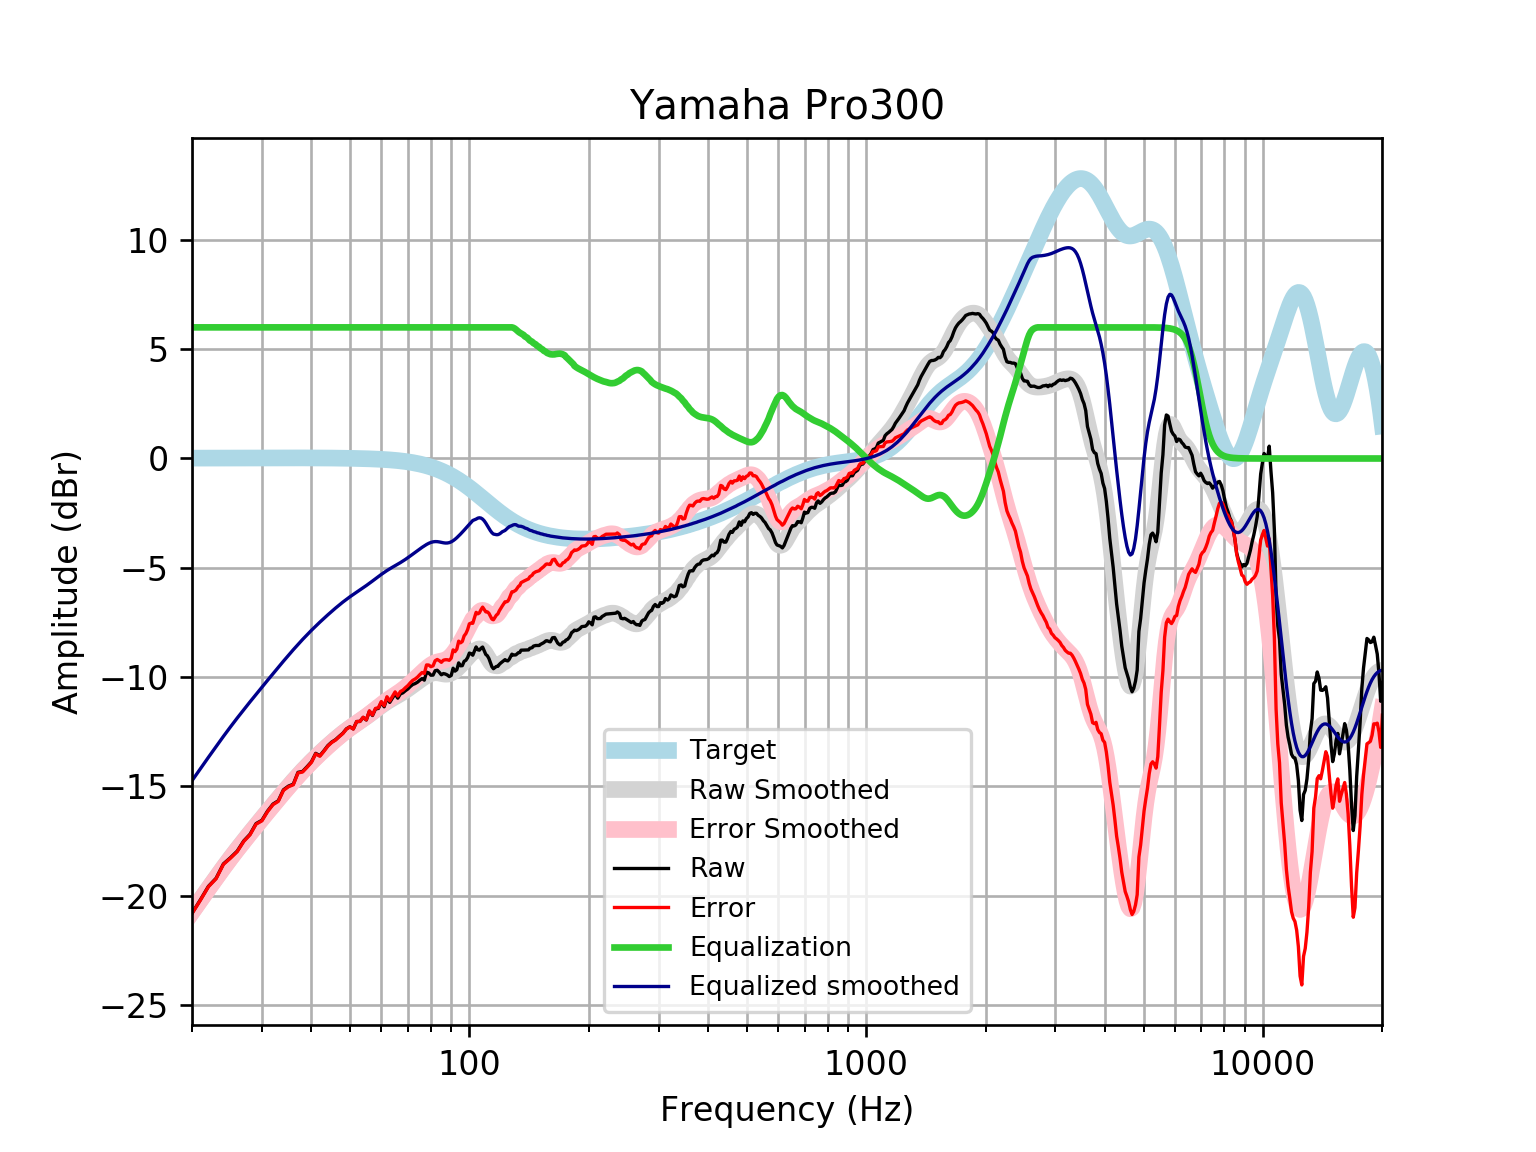 Yamaha Pro300
Amplitude (dBr)
10
5
0
−5
−10
−15
−20
−25
Target
Raw Smoothed
Error Smoothed
Raw
Error
Equalization
Equalized smoothed
100 1000 10000
Frequency (Hz)